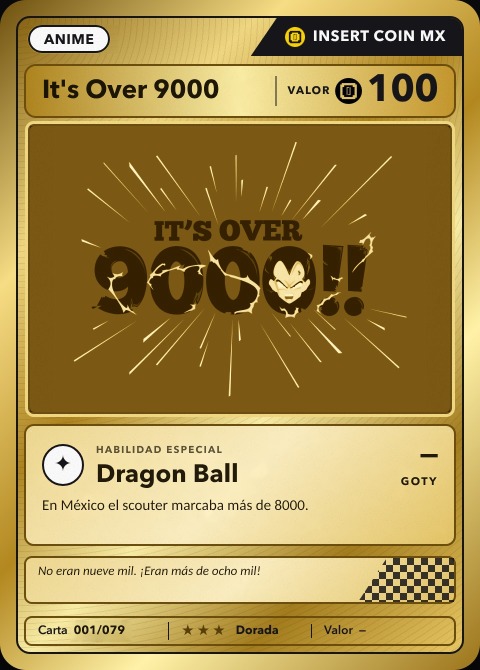 ANIME
INSERT COIN MX
It's Over 9000
VALOR 100
IT'S OVER
9000!!
HABILIDAD ESPECIAL
Dragon Ball
–
GOTY
En México el scouter marcaba más de 8000.
No eran nueve mil. ¡Eran más de ocho mil!
Carta 001/079 ★ ★ ★ Dorada Valor –